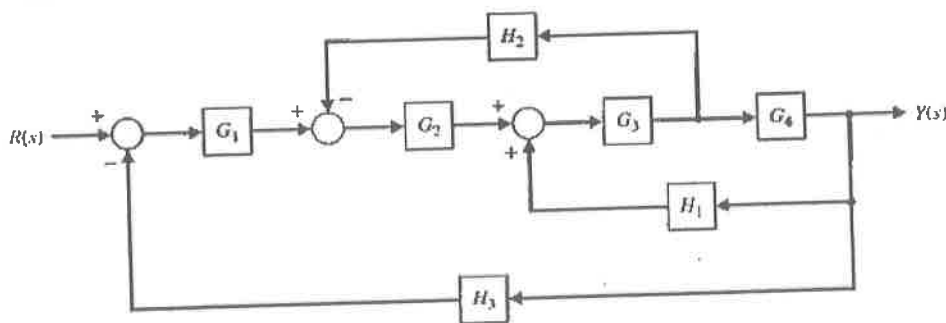 H₂
+
−
+
+
R(s)
G₁
G₂
G₃
G₄
Y(s)
−
+
H₁
H₃